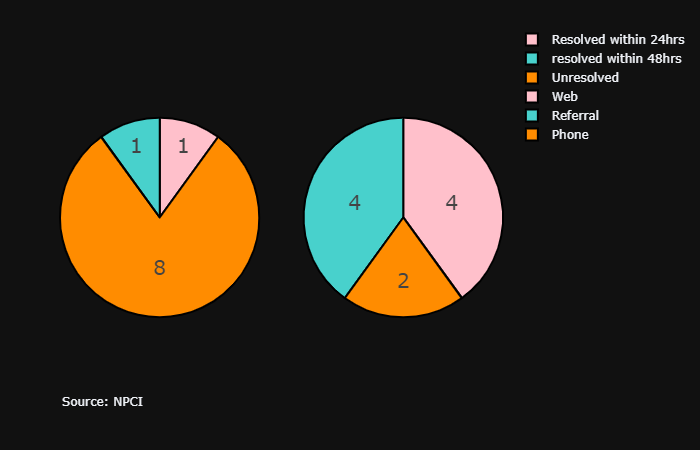 Resolved within 24hrs
resolved within 48hrs
Unresolved
Web
Referral
Phone
1 1
8
4 4
2
Source: NPCI